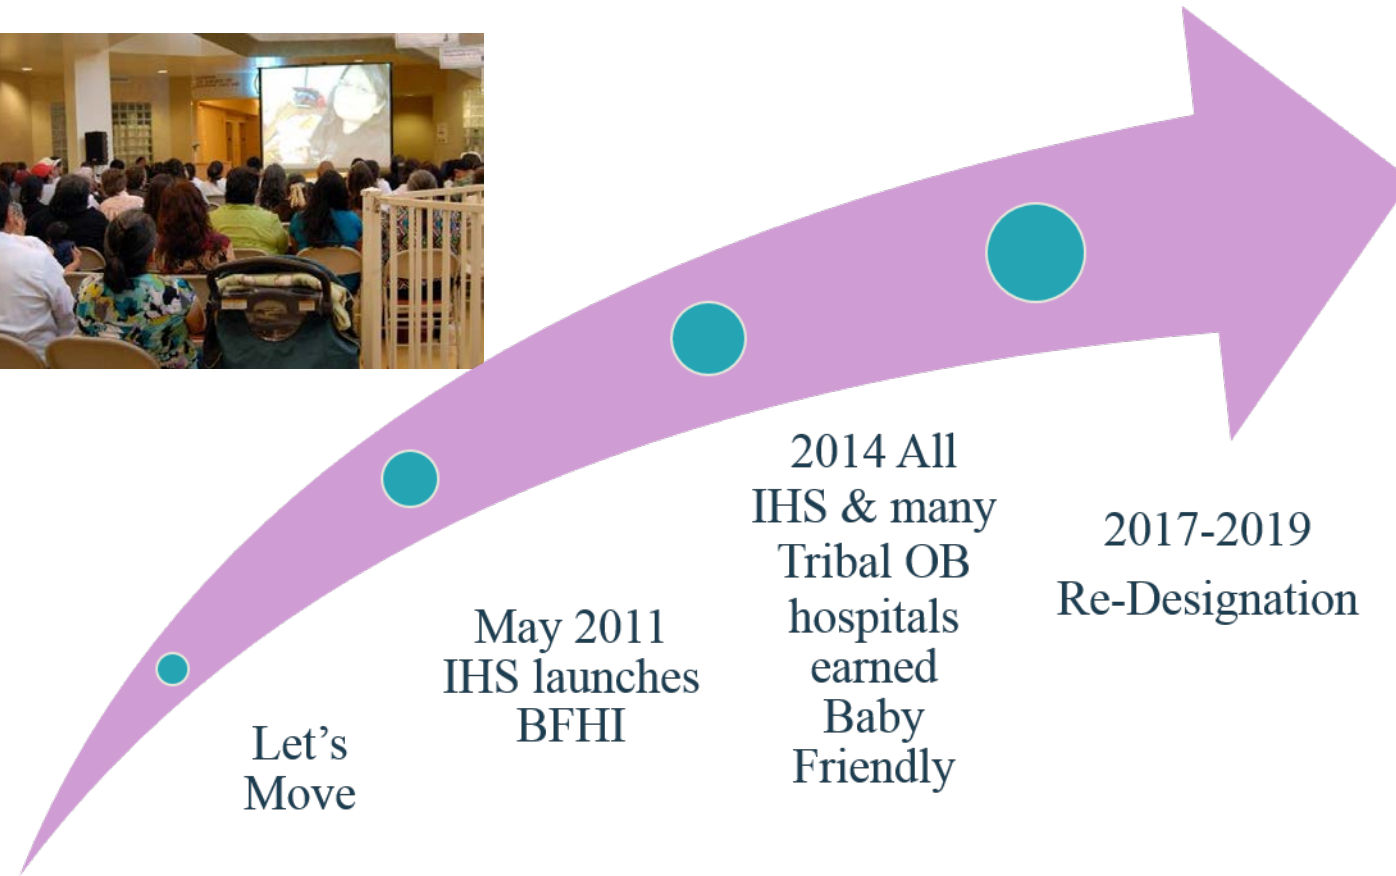 Let’s
Move
May 2011
IHS launches
BFHI
2014 All
IHS & many
Tribal OB
hospitals
earned
Baby
Friendly
2017-2019
Re-Designation